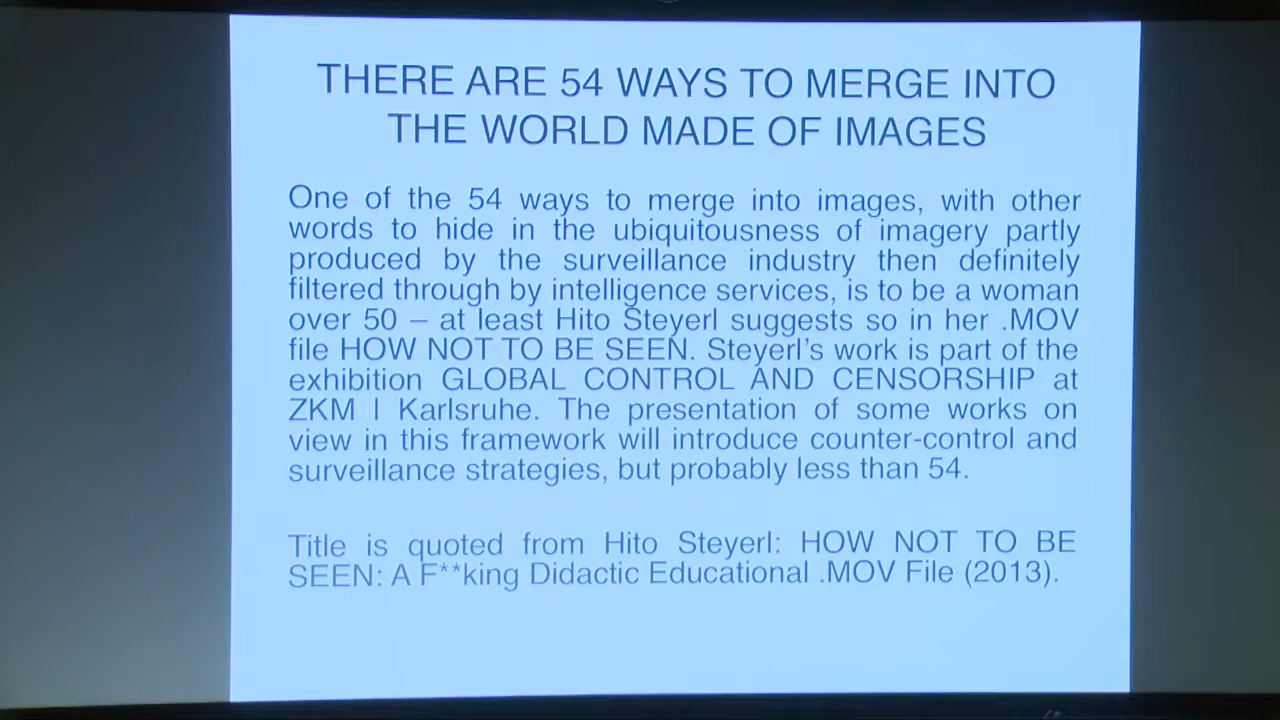 THERE ARE 54 WAYS TO MERGE INTO
THE WORLD MADE OF IMAGES
One of the 54 ways to merge into images, with other
words to hide in the ubiquitousness of imagery partly
produced by the surveillance industry then definitely
filtered through by intelligence services, is to be a woman
over 50 – at least Hito Steyerl suggests so in her .MOV
file HOW NOT TO BE SEEN. Steyerl's work is part of the
exhibition GLOBAL CONTROL AND CENSORSHIP at
ZKM | Karlsruhe. The presentation of some works on
view in this framework will introduce counter-control and
surveillance strategies, but probably less than 54.
Title is quoted from Hito Steyerl: HOW NOT TO BE
SEEN: A F**king Didactic Educational .MOV File (2013).